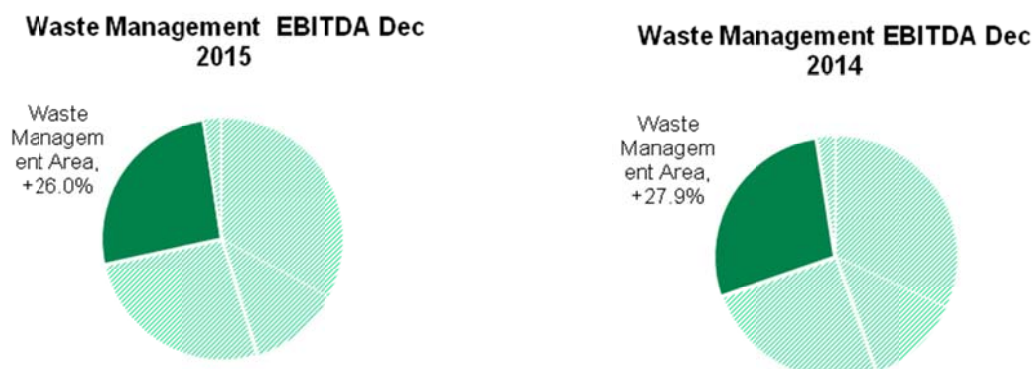 Waste Management EBITDA Dec
2015
Waste
Managem
ent Area,
+26.0%
Waste Management EBITDA Dec
2014
Waste
Managem
ent Area,
+27.9%